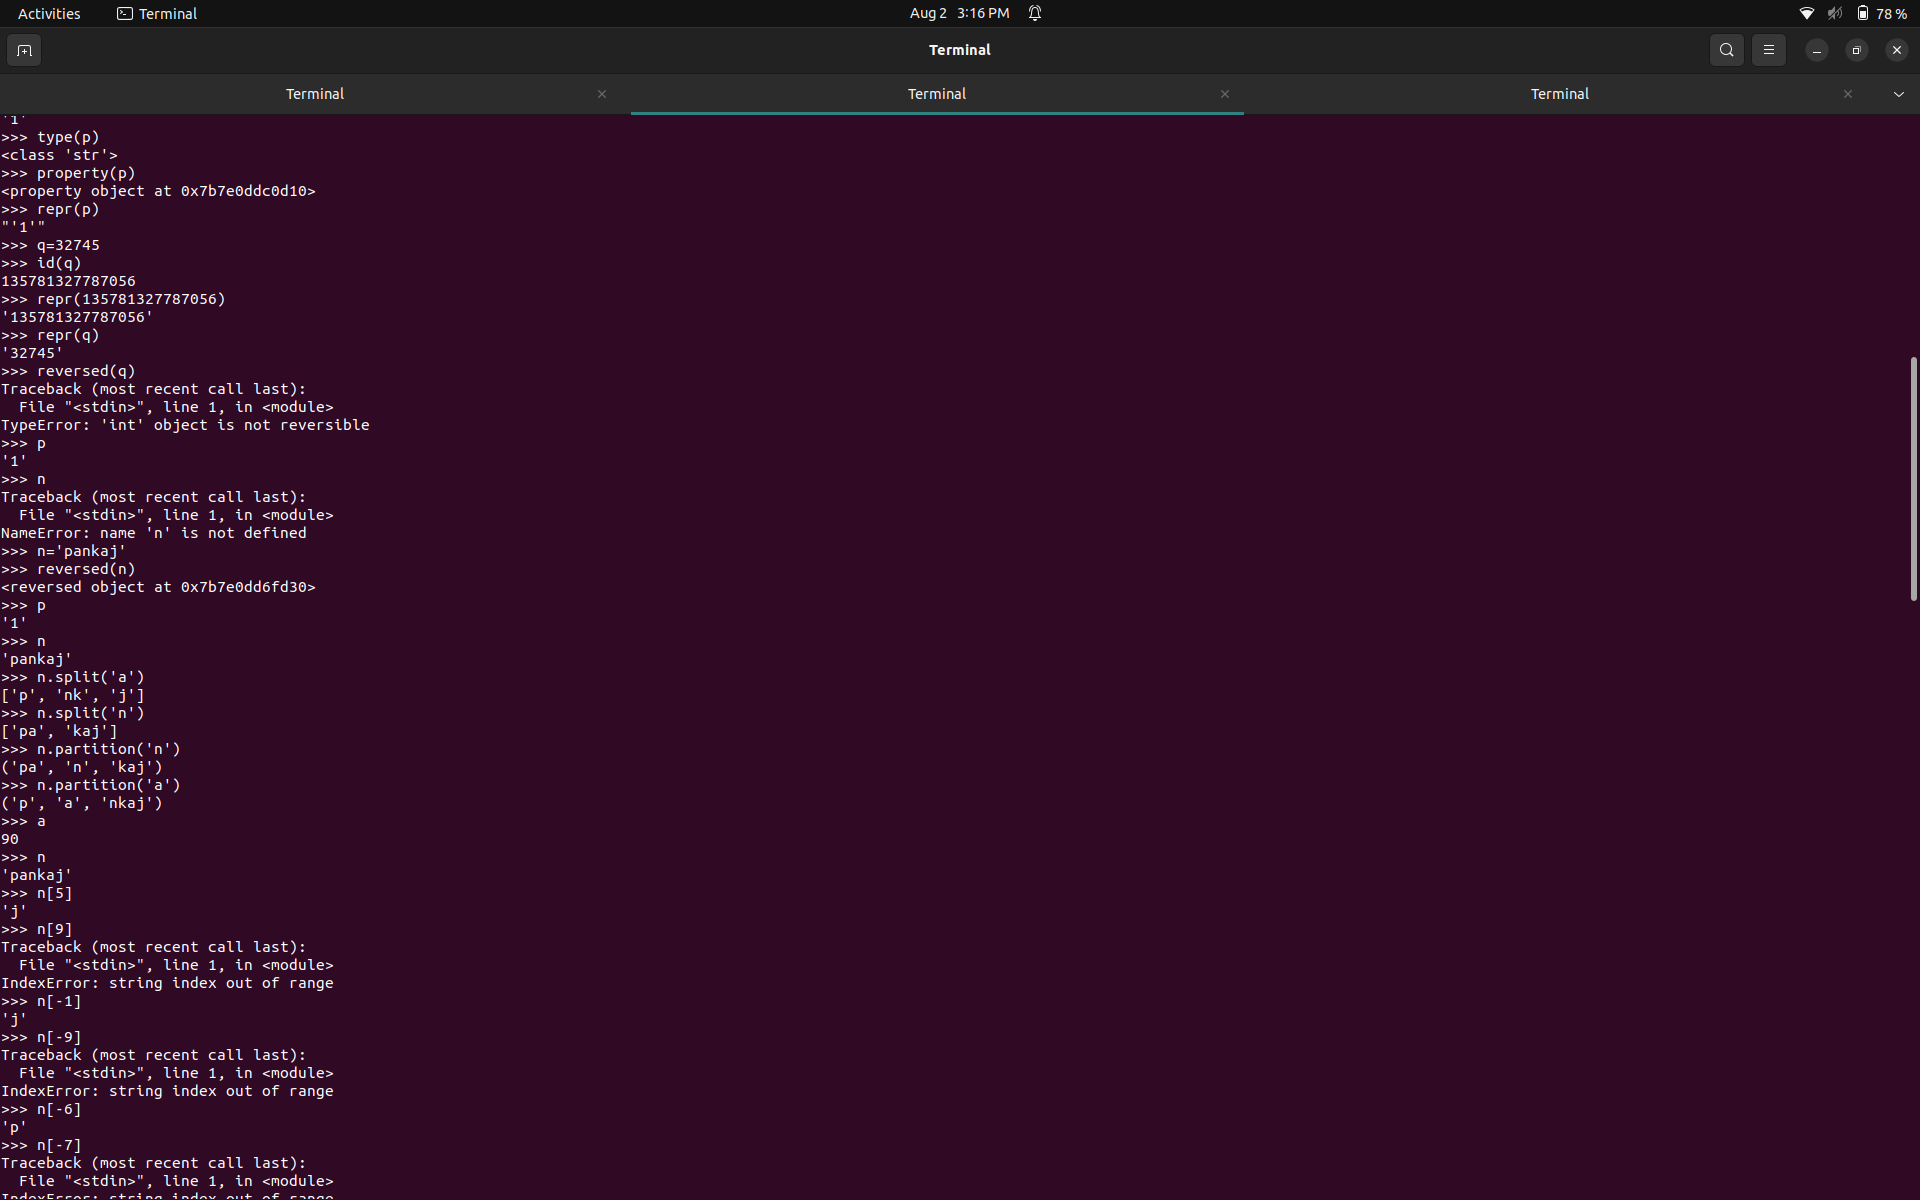 Activities Terminal Aug 2 3:16 PM 78 %
Terminal
Terminal Terminal Terminal
'1'
>>> type(p)
<class 'str'>
>>> property(p)
<property object at 0x7b7e0ddc0d10>
>>> repr(p)
"'1'"
>>> q=32745
>>> id(q)
135781327787056
>>> repr(135781327787056)
'135781327787056'
>>> repr(q)
'32745'
>>> reversed(q)
Traceback (most recent call last):
  File "<stdin>", line 1, in <module>
TypeError: 'int' object is not reversible
>>> p
'1'
>>> n
Traceback (most recent call last):
  File "<stdin>", line 1, in <module>
NameError: name 'n' is not defined
>>> n='pankaj'
>>> reversed(n)
<reversed object at 0x7b7e0dd6fd30>
>>> p
'1'
>>> n
'pankaj'
>>> n.split('a')
['p', 'nk', 'j']
>>> n.split('n')
['pa', 'kaj']
>>> n.partition('n')
('pa', 'n', 'kaj')
>>> n.partition('a')
('p', 'a', 'nkaj')
>>> a
90
>>> n
'pankaj'
>>> n[5]
'j'
>>> n[9]
Traceback (most recent call last):
  File "<stdin>", line 1, in <module>
IndexError: string index out of range
>>> n[-1]
'j'
>>> n[-9]
Traceback (most recent call last):
  File "<stdin>", line 1, in <module>
IndexError: string index out of range
>>> n[-6]
'p'
>>> n[-7]
Traceback (most recent call last):
  File "<stdin>", line 1, in <module>
IndexError: string index out of range